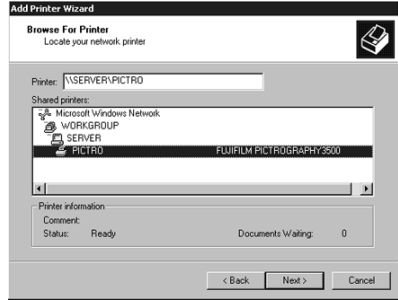 Add Printer Wizard
Browse For Printer
Locate your network printer
Printer: \\SERVER\PICTRO
Shared printers:
Microsoft Windows Network
WORKGROUP
SERVER
PICTRO FUJIFILM PICTROGRAPHY3500
Printer information
Comment:
Status: Ready Documents Waiting: 0
< Back Next > Cancel